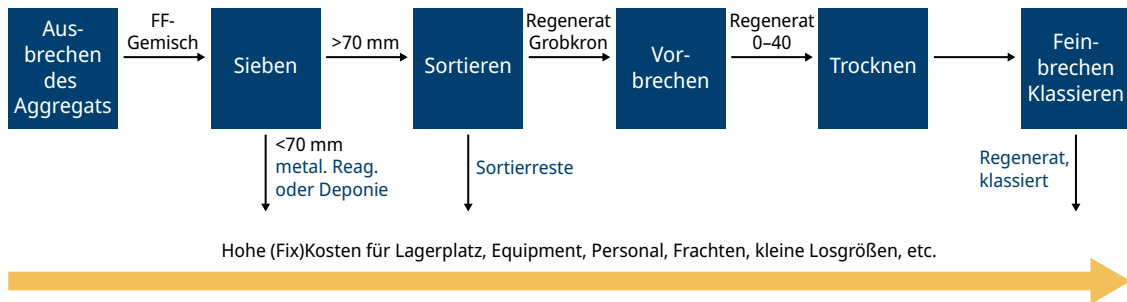 Aus-
brechen
des
Aggregats
FF-
Gemisch
Sieben
>70 mm
Sortieren
Regenerat
Grobkron
Vor-
brechen
Regenerat
0–40
Trocknen
Fein-
brechen
Klassieren
<70 mm
metal. Reag.
oder Deponie
Sortierreste
Regenerat,
klassiert
Hohe (Fix)Kosten für Lagerplatz, Equipment, Personal, Frachten, kleine Losgrößen, etc.